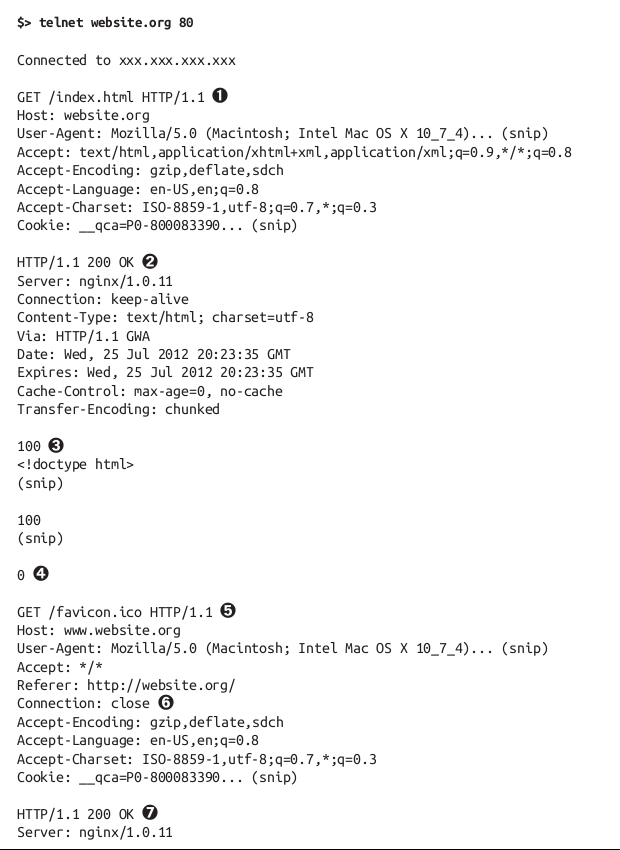 $> telnet website.org 80
Connected to xxx.xxx.xxx.xxx
GET /index.html HTTP/1.1 ❶
Host: website.org
User-Agent: Mozilla/5.0 (Macintosh; Intel Mac OS X 10_7_4)... (snip)
Accept: text/html,application/xhtml+xml,application/xml;q=0.9,*/*;q=0.8
Accept-Encoding: gzip,deflate,sdch
Accept-Language: en-US,en;q=0.8
Accept-Charset: ISO-8859-1,utf-8;q=0.7,*;q=0.3
Cookie: __qca=P0-800083390... (snip)
HTTP/1.1 200 OK ❷
Server: nginx/1.0.11
Connection: keep-alive
Content-Type: text/html; charset=utf-8
Via: HTTP/1.1 GWA
Date: Wed, 25 Jul 2012 20:23:35 GMT
Expires: Wed, 25 Jul 2012 20:23:35 GMT
Cache-Control: max-age=0, no-cache
Transfer-Encoding: chunked
100 ❸
<!doctype html>
(snip)
100
(snip)
0 ❹
GET /favicon.ico HTTP/1.1 ❺
Host: www.website.org
User-Agent: Mozilla/5.0 (Macintosh; Intel Mac OS X 10_7_4)... (snip)
Accept: */*
Referer: http://website.org/
Connection: close ❻
Accept-Encoding: gzip,deflate,sdch
Accept-Language: en-US,en;q=0.8
Accept-Charset: ISO-8859-1,utf-8;q=0.7,*;q=0.3
Cookie: __qca=P0-800083390... (snip)
HTTP/1.1 200 OK ❼
Server: nginx/1.0.11